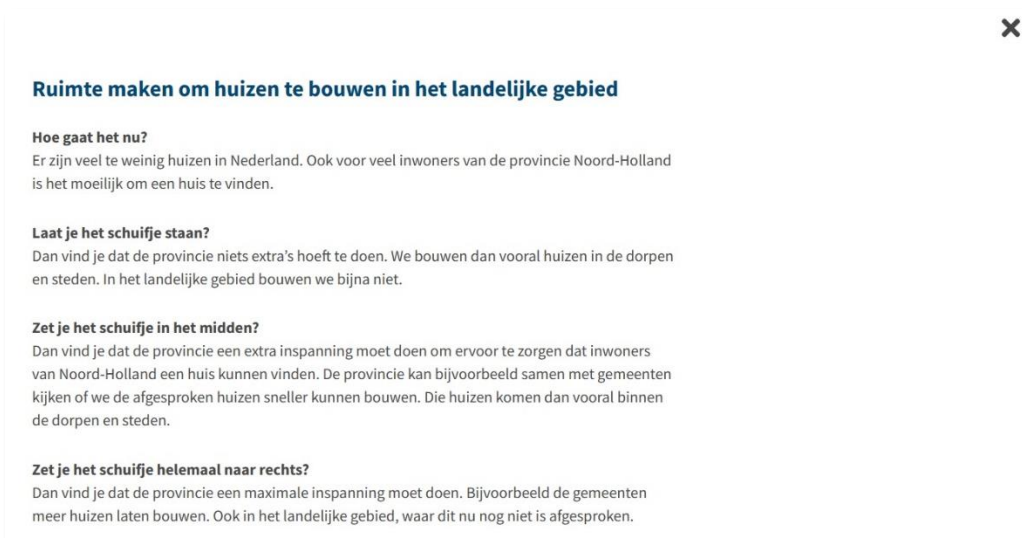 Ruimte maken om huizen te bouwen in het landelijke gebied
Hoe gaat het nu?
Er zijn veel te weinig huizen in Nederland. Ook voor veel inwoners van de provincie Noord-Holland
is het moeilijk om een huis te vinden.
Laat je het schuifje staan?
Dan vind je dat de provincie niets extra’s hoeft te doen. We bouwen dan vooral huizen in de dorpen
en steden. In het landelijke gebied bouwen we bijna niet.
Zet je het schuifje in het midden?
Dan vind je dat de provincie een extra inspanning moet doen om ervoor te zorgen dat inwoners
van Noord-Holland een huis kunnen vinden. De provincie kan bijvoorbeeld samen met gemeenten
kijken of we de afgesproken huizen sneller kunnen bouwen. Die huizen komen dan vooral binnen
de dorpen en steden.
Zet je het schuifje helemaal naar rechts?
Dan vind je dat de provincie een maximale inspanning moet doen. Bijvoorbeeld de gemeenten
meer huizen laten bouwen. Ook in het landelijke gebied, waar dit nu nog niet is afgesproken.